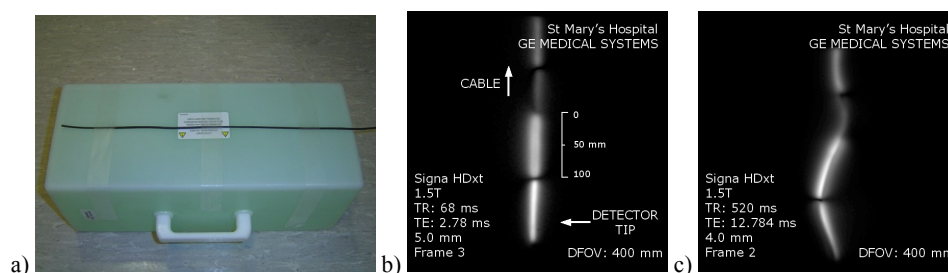 a)
b)
St Mary's Hospital
GE MEDICAL SYSTEMS
CABLE
0
50 mm
100
Signa HDxt
1.5T
TR: 68 ms
TE: 2.78 ms
5.0 mm
Frame 3
DETECTOR
TIP
DFOV: 400 mm
c)
St Mary's Hospital
GE MEDICAL SYSTEMS
Signa HDxt
1.5T
TR: 520 ms
TE: 12.784 ms
4.0 mm
Frame 2
DFOV: 400 mm